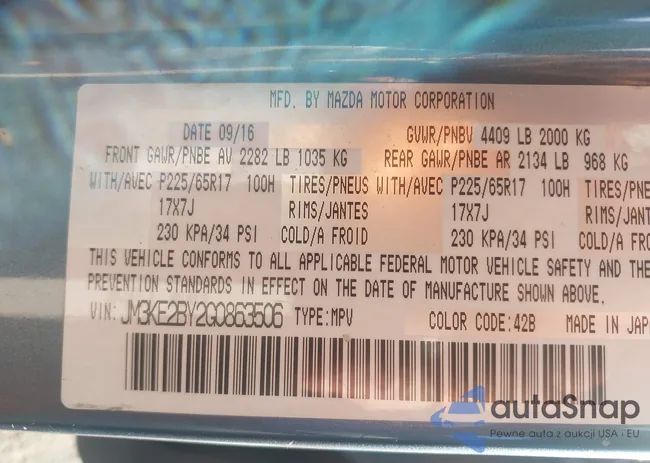 MFD. BY MAZDA MOTOR CORPORATION
DATE 09/16 GVWR/PNBV 4409 LB 2000 KG
FRONT GAWR/PNBE AV 2282 LB 1035 KG REAR GAWR/PNBE AR 2134 LB 968 KG
WITH/AVEC P225/65R17 100H TIRES/PNEUS WITH/AVEC P225/65R17 100H TIRES/PNE
17X7J RIMS/JANTES 17X7J RIMS/JANT
230 KPA/34 PSI COLD/A FROID 230 KPA/34 PSI COLD/A F
THIS VEHICLE CONFORMS TO ALL APPLICABLE FEDERAL MOTOR VEHICLE SAFETY AND THE
PREVENTION STANDARDS IN EFFECT ON THE DATE OF MANUFACTURE SHOWN ABOVE.
VIN: JM3KE2BY2G0863506 TYPE:MPV COLOR CODE:42B MADE IN JAP
autaSnap
Pewne auta z aukcji USA i EU